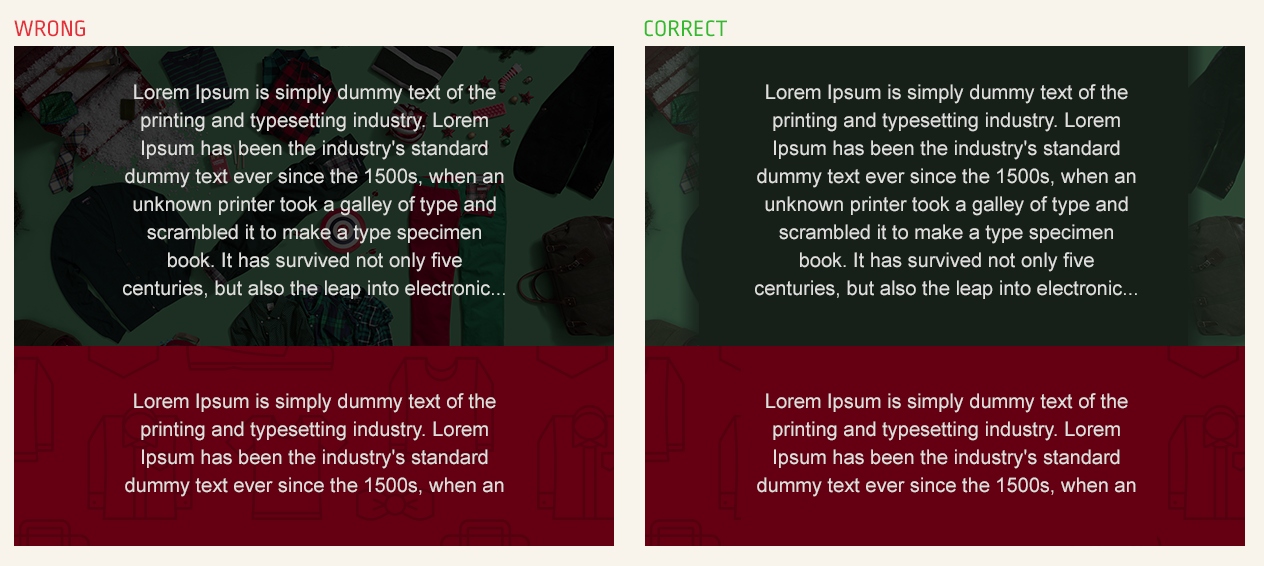 WRONG
Lorem Ipsum is simply dummy text of the
printing and typesetting industry. Lorem
Ipsum has been the industry's standard
dummy text ever since the 1500s, when an
unknown printer took a galley of type and
scrambled it to make a type specimen
book. It has survived not only five
centuries, but also the leap into electronic...
Lorem Ipsum is simply dummy text of the
printing and typesetting industry. Lorem
Ipsum has been the industry's standard
dummy text ever since the 1500s, when an
CORRECT
Lorem Ipsum is simply dummy text of the
printing and typesetting industry. Lorem
Ipsum has been the industry's standard
dummy text ever since the 1500s, when an
unknown printer took a galley of type and
scrambled it to make a type specimen
book. It has survived not only five
centuries, but also the leap into electronic...
Lorem Ipsum is simply dummy text of the
printing and typesetting industry. Lorem
Ipsum has been the industry's standard
dummy text ever since the 1500s, when an